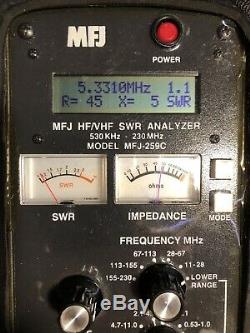 MFJ
POWER
5.3310MHz 1.1
R= 45 X= 5 SWR
MFJ HF/VHF SWR ANALYZER
530 KHz - 230 MHz
MODEL MFJ-259C
SWR
ohms
SWR
IMPEDANCE
MODE
FREQUENCY MHz
67-113
28-67
113-155
11-28
155-230
LOWER
RANGE
4.7-11.0
0.53-1.0